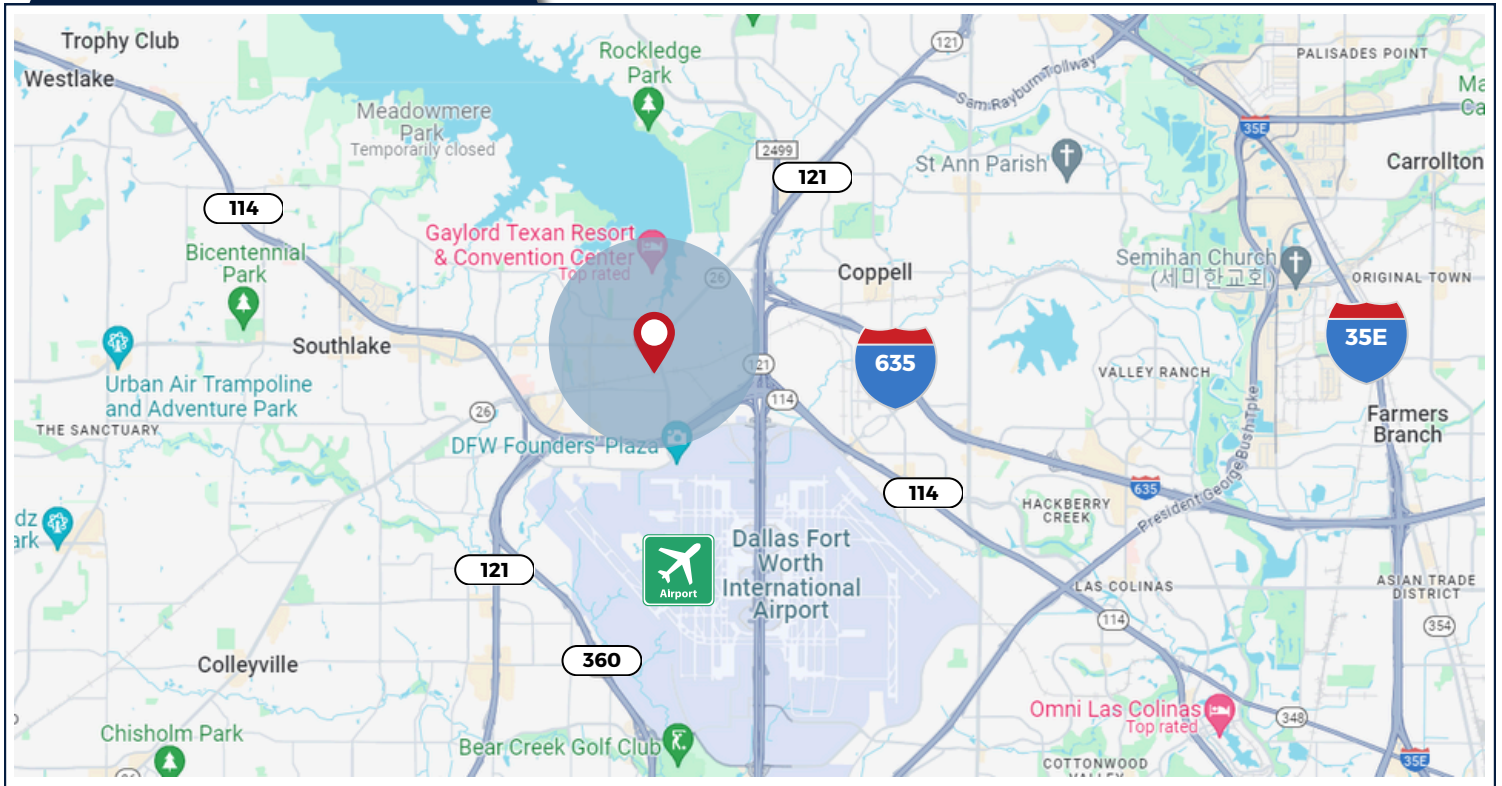 Trophy Club
Westlake
Rockledge
Park
121
PALISADES POINT
Ma
Ca
Meadowmere
Park
Temporarily closed
Sam Rayburn Tollway
35E
2499
St Ann Parish
Carrollton
121
114
Bicentennial
Park
Gaylord Texan Resort
& Convention Center
Top rated
26
Coppell
Semihan Church
(세미한교회)
ORIGINAL TOWN
Southlake
635
35E
Urban Air Trampoline
and Adventure Park
121
114
VALLEY RANCH
THE SANCTUARY
26
DFW Founders' Plaza
Farmers
Branch
President George Bush Tpke
114
635
HACKBERRY
CREEK
dz
ark
Dallas Fort
Worth
International
Airport
Airport
121
LAS COLINAS
ASIAN TRADE
DISTRICT
114
354
Colleyville
360
Omni Las Colinas
Top rated
348
Chisholm Park
Bear Creek Golf Club
35E
COTTONWOOD
VALLEY
26